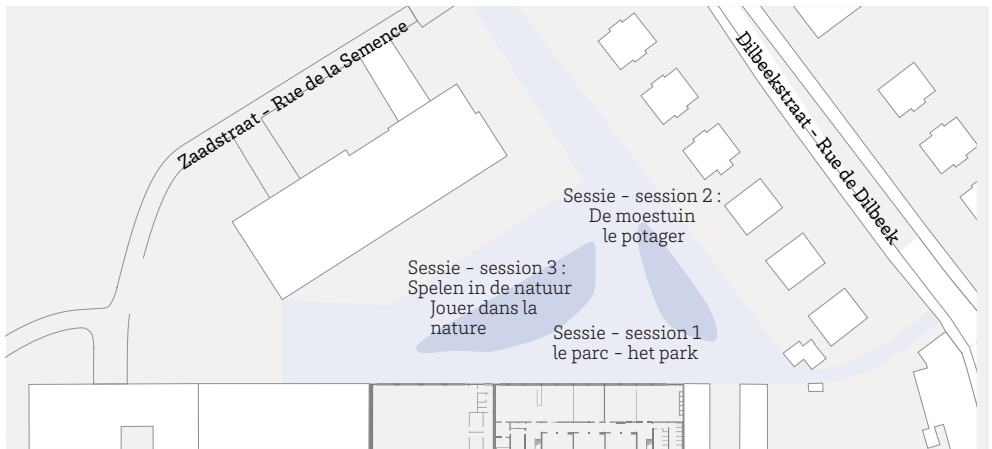 Zaadstraat - Rue de la Semence
Dilbeekstraat - Rue de Dilbeek
Sessie - session 2 :
De moestuin
le potager
Sessie - session 3 :
Spelen in de natuur
Jouer dans la
nature
Sessie - session 1
le parc - het park